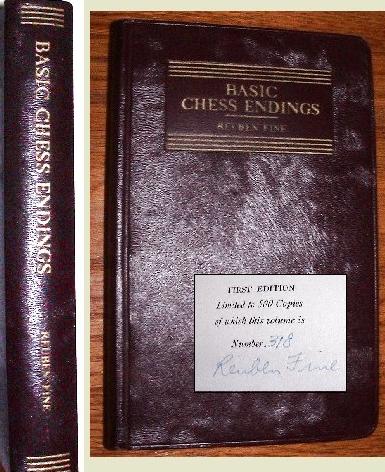 BASIC CHESS ENDINGS REUBEN FINE
BASIC
CHESS ENDINGS
REUBEN FINE
FIRST EDITION
Limited to 500 Copies
of which this volume is
Number 318
Reuben Fine